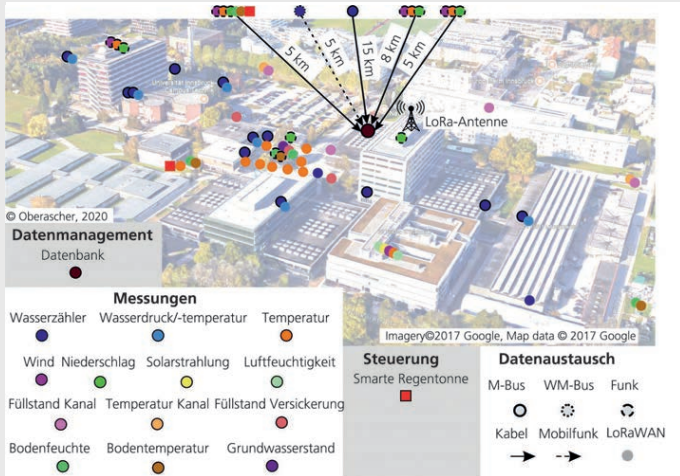 5 km
5 km
15 km
8 km
5 km
LoRa-Antenne
© Oberascher, 2020
Imagery©2017 Google, Map data © 2017 Google
Datenmanagement
Datenbank
Messungen
Wasserzähler Wasserdruck/-temperatur Temperatur
Wind Niederschlag Solarstrahlung Luftfeuchtigkeit
Füllstand Kanal Temperatur Kanal Füllstand Versickerung
Bodenfeuchte Bodentemperatur Grundwasserstand
Steuerung
Smarte Regentonne
Datenaustausch
M-Bus WM-Bus Funk
Kabel Mobilfunk LoRaWAN